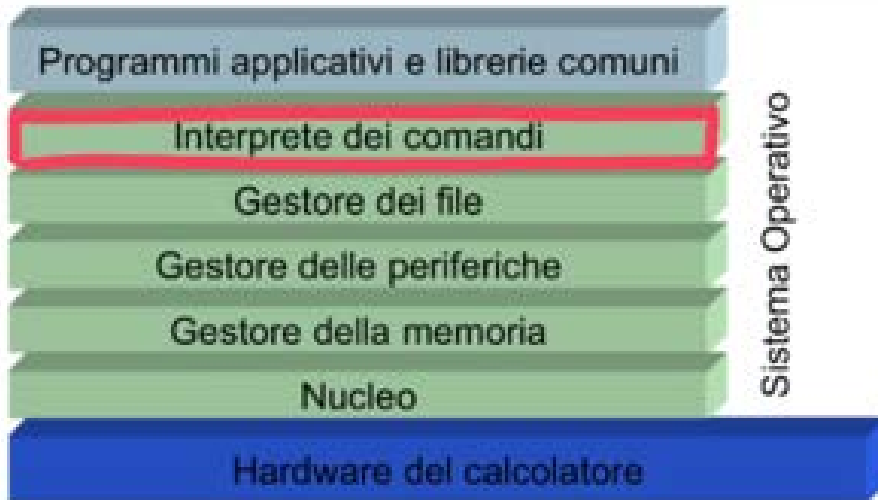 Programmi applicativi e librerie comuni
Interprete dei comandi
Gestore dei file
Gestore delle periferiche
Gestore della memoria
Nucleo
Hardware del calcolatore
Sistema Operativo